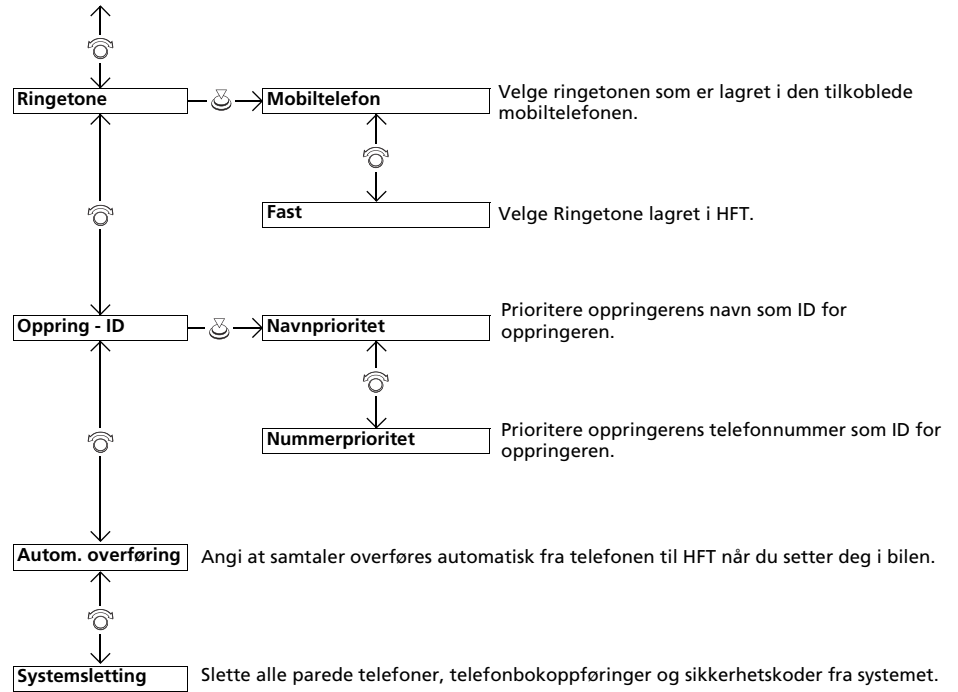 Ringetone
Mobiltelefon
Velge ringetonen som er lagret i den tilkoblede
mobiltelefonen.
Fast
Velge Ringetone lagret i HFT.
Oppring - ID
Navnprioritet
Prioritere oppringerens navn som ID for
oppringeren.
Nummerprioritet
Prioritere oppringerens telefonnummer som ID for
oppringeren.
Autom. overføring
Angi at samtaler overføres automatisk fra telefonen til HFT når du setter deg i bilen.
Systemsletting
Slette alle parede telefoner, telefonbokoppføringer og sikkerhetskoder fra systemet.